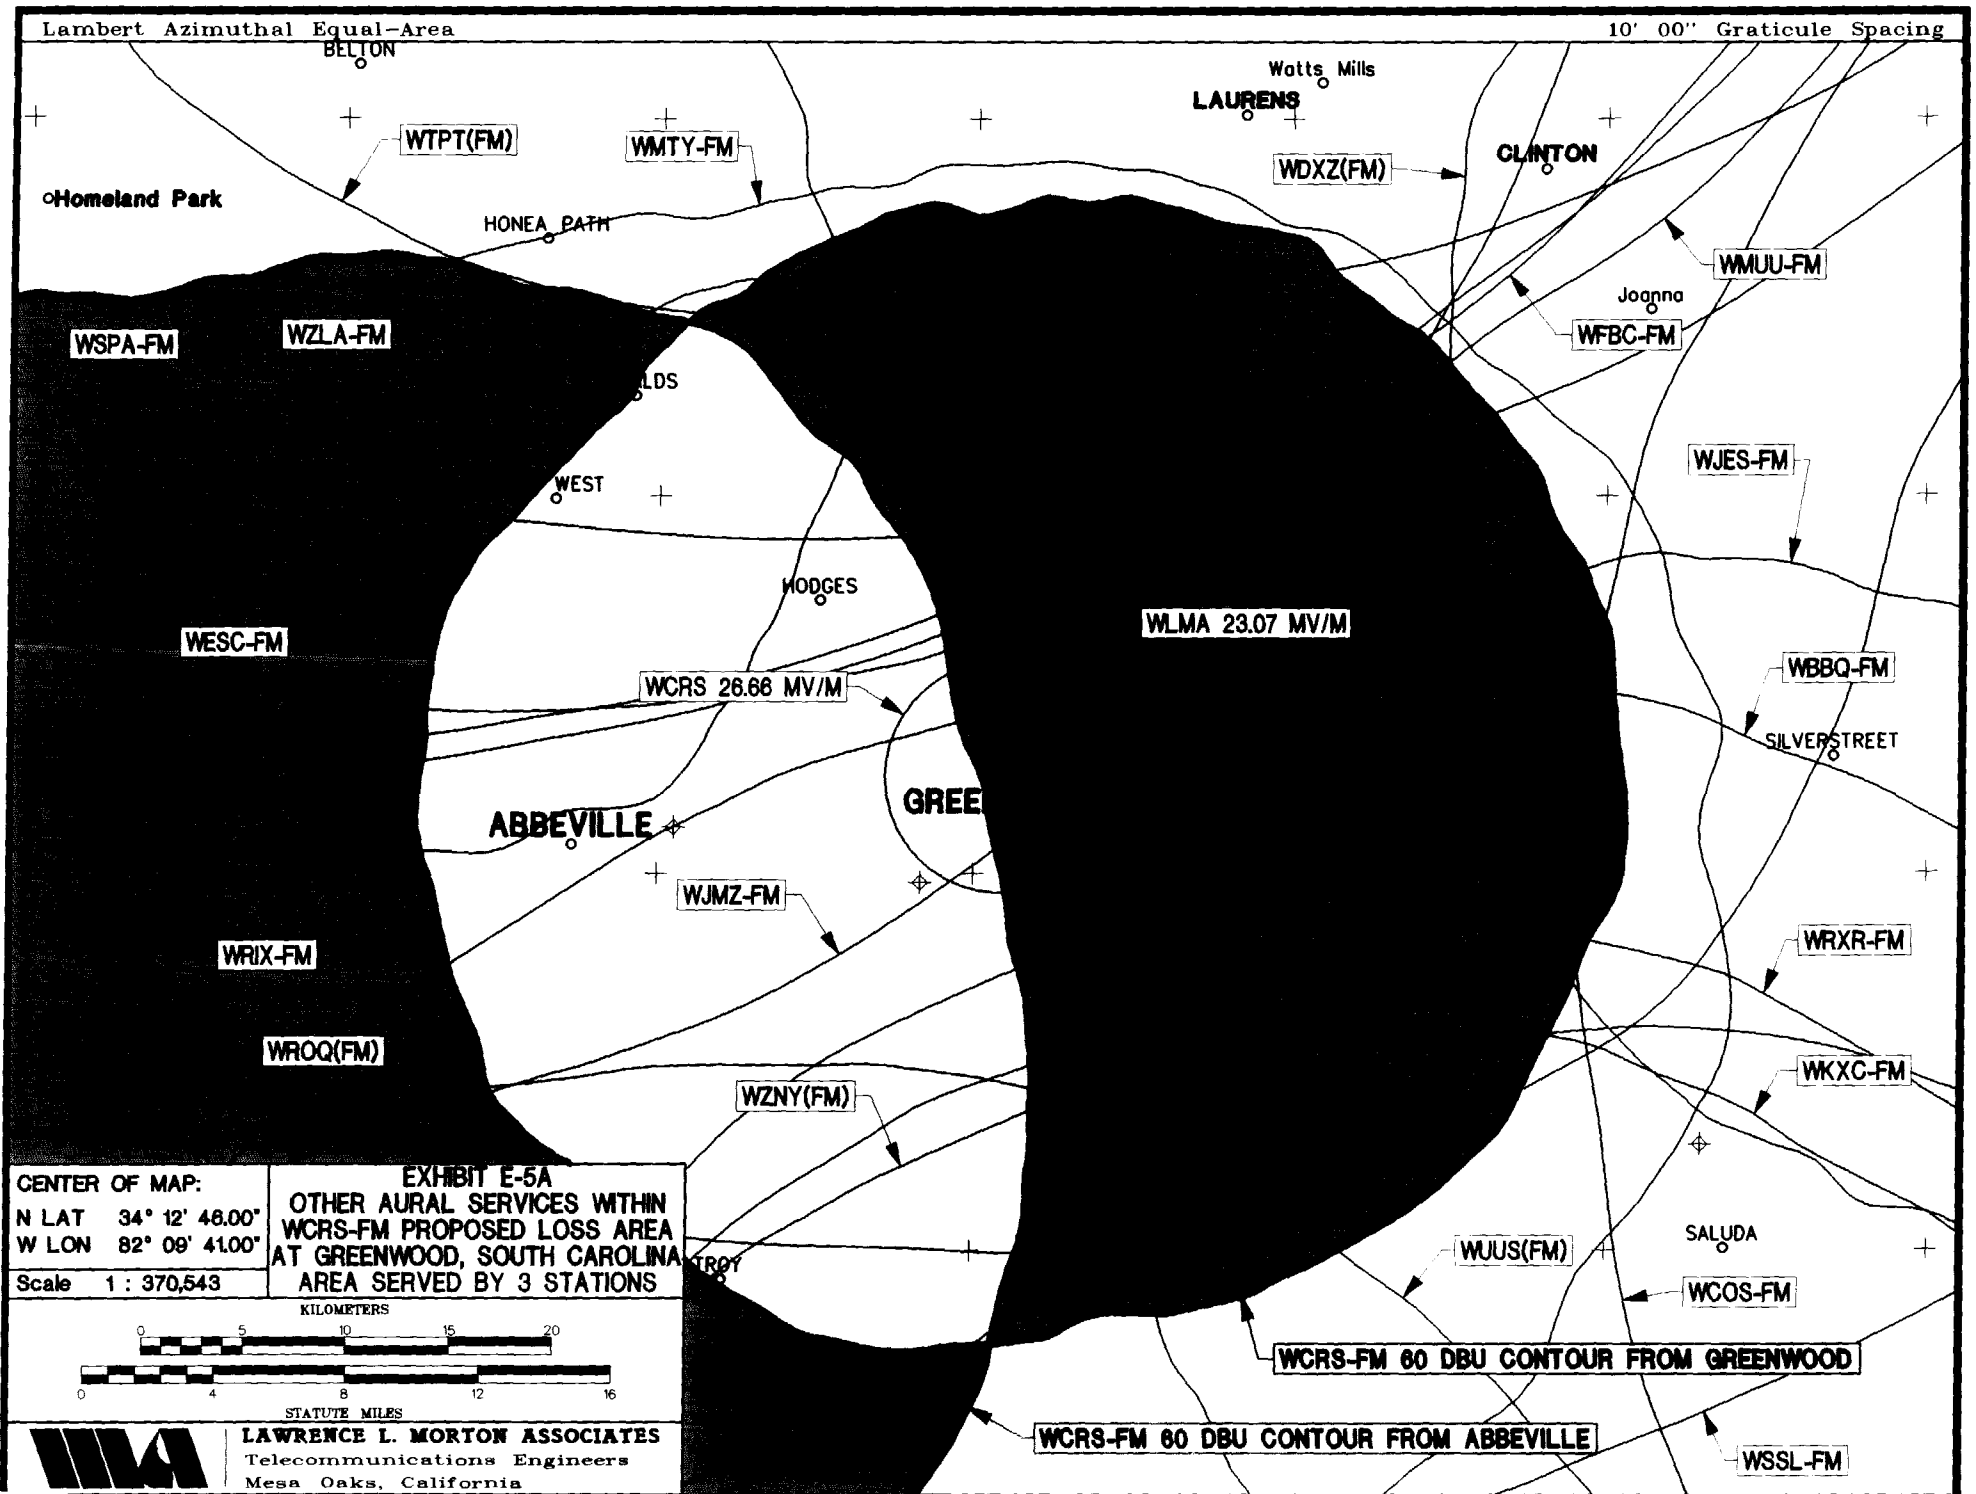 Lambert Azimuthal Equal-Area
10' 00" Graticule Spacing
BELTON
Watts Mills
LAURENS
WTPT(FM)
WMTY-FM
WDXZ(FM)
CLINTON
Homeland Park
HONEA PATH
WMUU-FM
Joanna
WSPA-FM
WZLA-FM
WFBC-FM
LDS
WJES-FM
WEST
HODGES
WLMA 23.07 MV/M
WESC-FM
WCRS 26.66 MV/M
WBBQ-FM
SILVERSTREET
GREE
ABBEVILLE
WJMZ-FM
WRIX-FM
WRXR-FM
WROQ(FM)
WZNY(FM)
WKXC-FM
CENTER OF MAP:
N LAT 34° 12' 46.00"
W LON 82° 09' 41.00"
Scale 1 : 370,543
EXHIBIT E-5A
OTHER AURAL SERVICES WITHIN
WCRS-FM PROPOSED LOSS AREA
AT GREENWOOD, SOUTH CAROLINA
AREA SERVED BY 3 STATIONS
TROY
SALUDA
WUUS(FM)
WCOS-FM
KILOMETERS
0 5 10 15 20
0 4 8 12 16
STATUTE MILES
WCRS-FM 60 DBU CONTOUR FROM GREENWOOD
WCRS-FM 60 DBU CONTOUR FROM ABBEVILLE
WSSL-FM
LAWRENCE L. MORTON ASSOCIATES
Telecommunications Engineers
Mesa Oaks, California